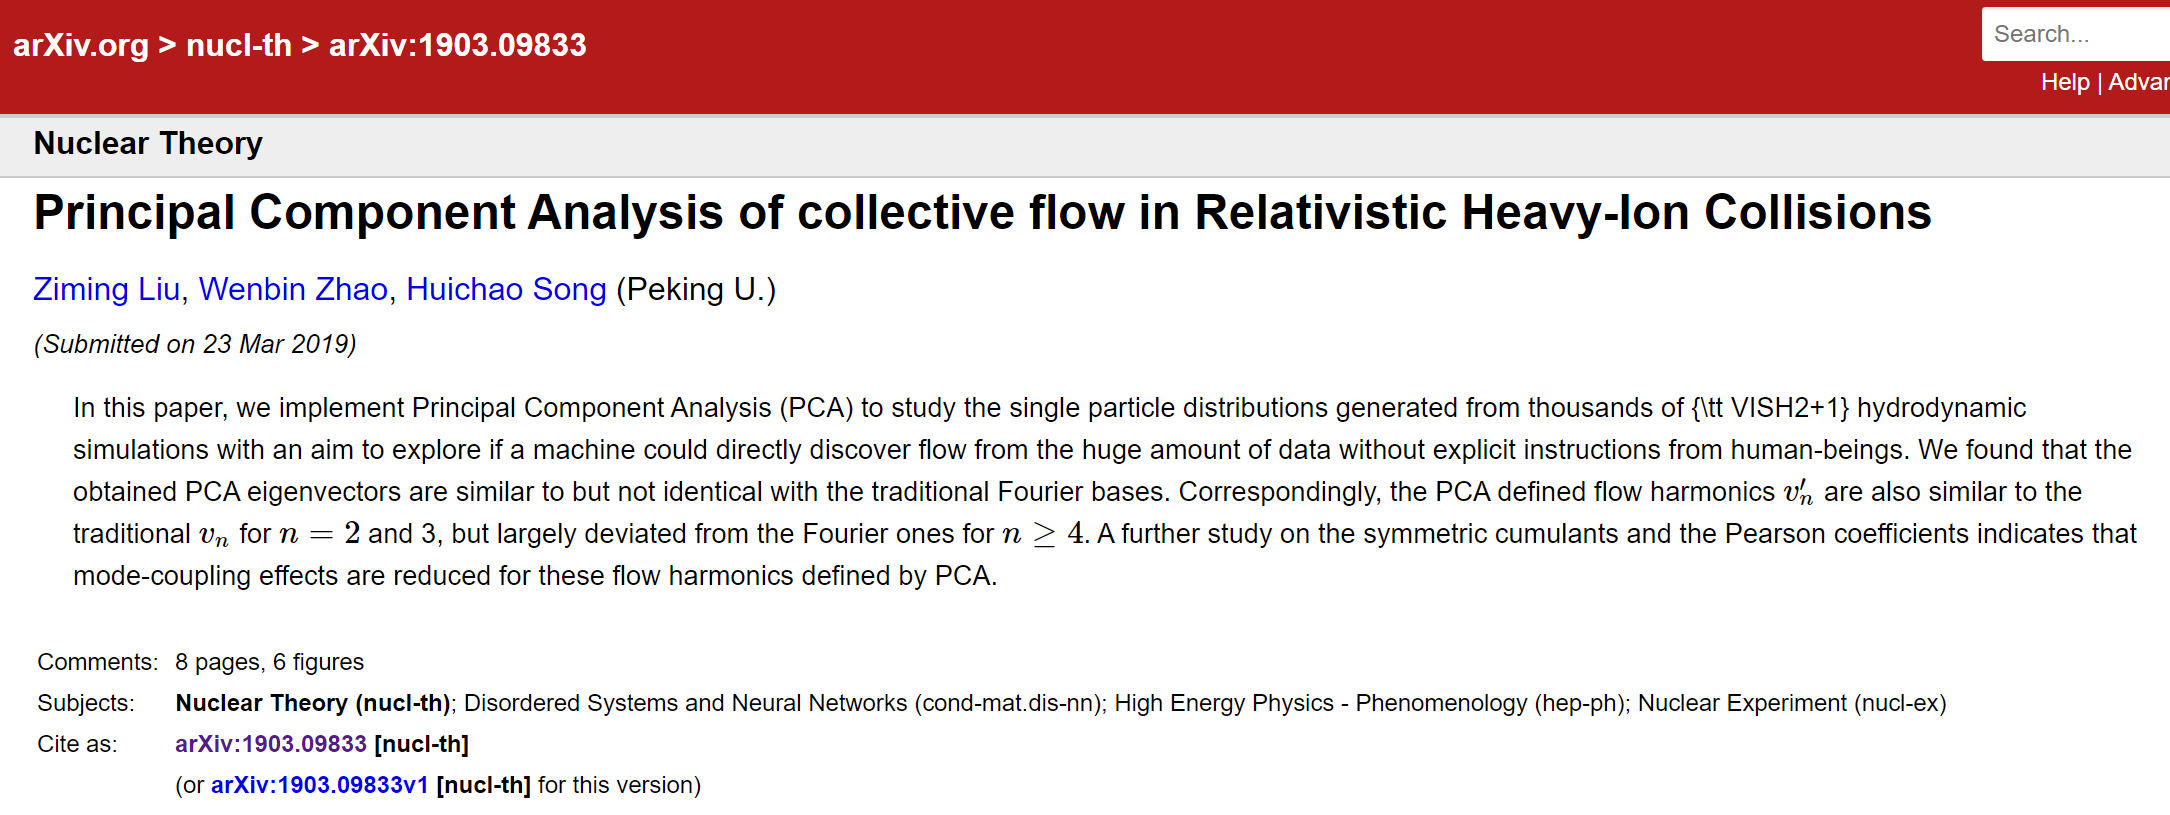 arXiv.org > nucl-th > arXiv:1903.09833
Search...
Help | Advar
Nuclear Theory
Principal Component Analysis of collective flow in Relativistic Heavy-Ion Collisions
Ziming Liu, Wenbin Zhao, Huichao Song (Peking U.)
(Submitted on 23 Mar 2019)
In this paper, we implement Principal Component Analysis (PCA) to study the single particle distributions generated from thousands of {\tt VISH2+1} hydrodynamic
simulations with an aim to explore if a machine could directly discover flow from the huge amount of data without explicit instructions from human-beings. We found that the
obtained PCA eigenvectors are similar to but not identical with the traditional Fourier bases. Correspondingly, the PCA defined flow harmonics v′ₙ are also similar to the
traditional vₙ for n = 2 and 3, but largely deviated from the Fourier ones for n ≥ 4. A further study on the symmetric cumulants and the Pearson coefficients indicates that
mode-coupling effects are reduced for these flow harmonics defined by PCA.
Comments: 8 pages, 6 figures
Subjects: Nuclear Theory (nucl-th); Disordered Systems and Neural Networks (cond-mat.dis-nn); High Energy Physics - Phenomenology (hep-ph); Nuclear Experiment (nucl-ex)
Cite as: arXiv:1903.09833 [nucl-th]
(or arXiv:1903.09833v1 [nucl-th] for this version)